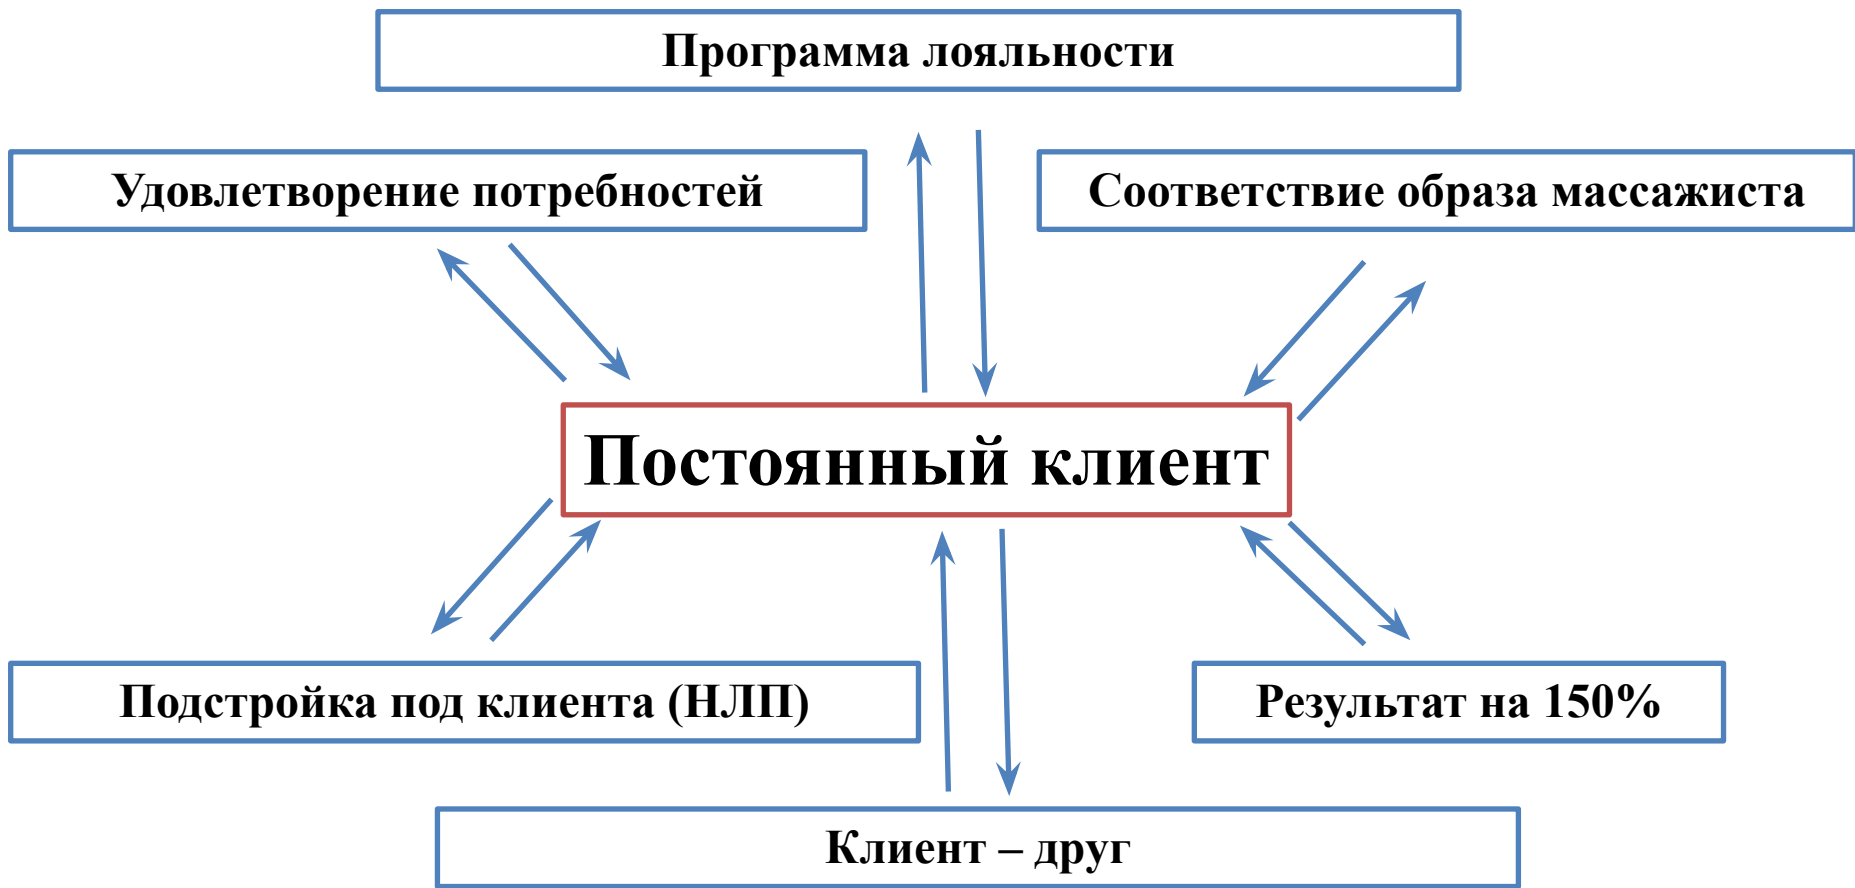 Программа лояльности
Удовлетворение потребностей
Соответствие образа массажиста
Постоянный клиент
Подстройка под клиента (НЛП)
Результат на 150%
Клиент – друг